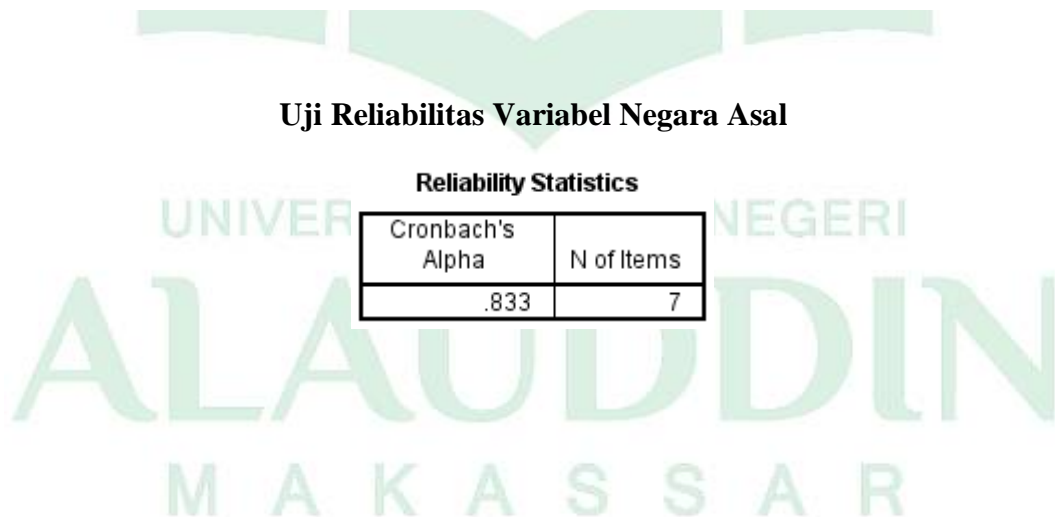 Uji Reliabilitas Variabel Negara Asal
Reliability Statistics
UNIVER NEGERI
Cronbach's Alpha N of Items
.833 7
ALAUDDIN
MAKASSAR